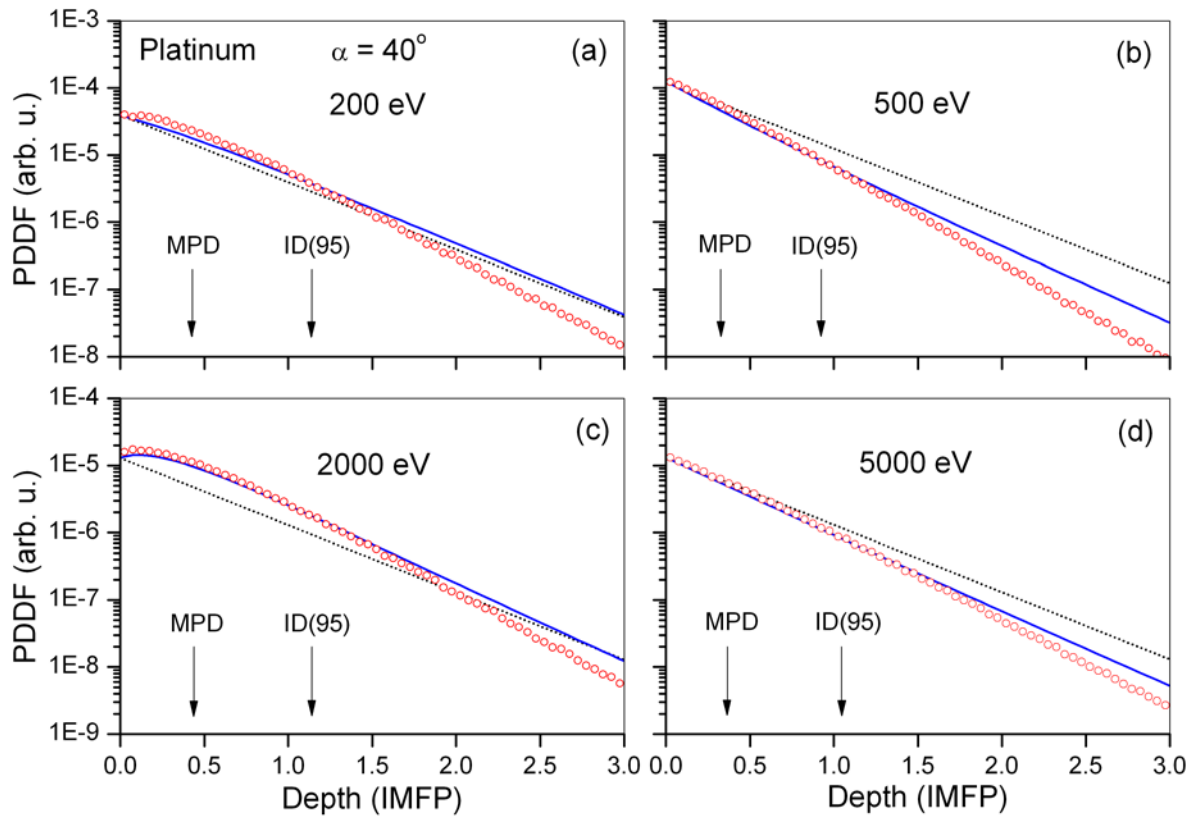 1E-3
Platinum α = 40° (a)
(b)
1E-4
200 eV
500 eV
1E-5
PDDF (arb. u.)
1E-6
MPD ID(95)
MPD ID(95)
1E-7
1E-8
1E-4
(c)
(d)
2000 eV
5000 eV
1E-5
1E-6
PDDF (arb. u.)
1E-7
MPD ID(95)
MPD ID(95)
1E-8
1E-9
0.0 0.5 1.0 1.5 2.0 2.5 3.0
0.0 0.5 1.0 1.5 2.0 2.5 3.0
Depth (IMFP)
Depth (IMFP)